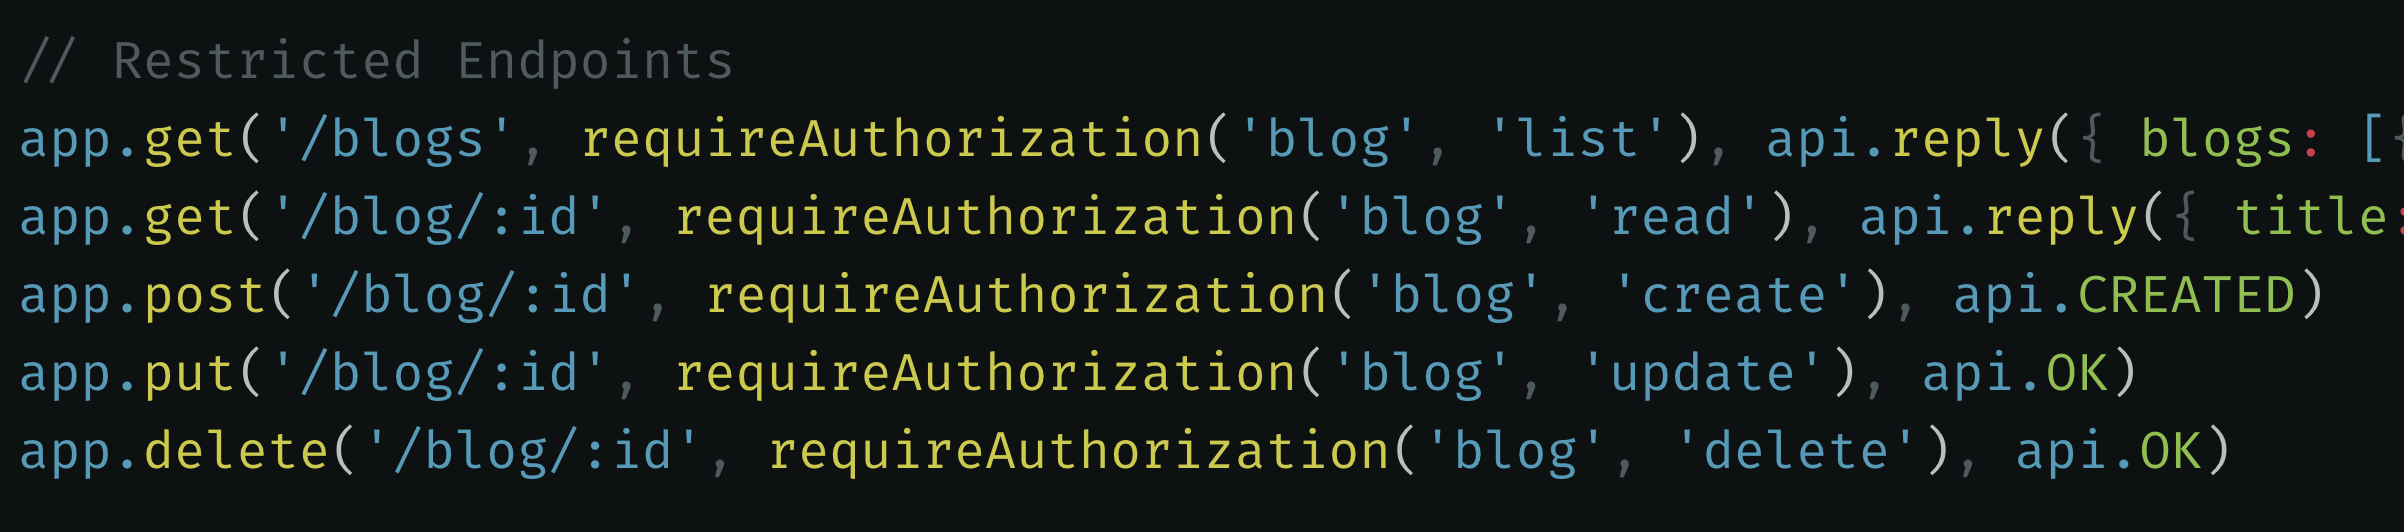 // Restricted Endpoints
app.get('/blogs', requireAuthorization('blog', 'list'), api.reply({ blogs: [{
app.get('/blog/:id', requireAuthorization('blog', 'read'), api.reply({ title:
app.post('/blog/:id', requireAuthorization('blog', 'create'), api.CREATED)
app.put('/blog/:id', requireAuthorization('blog', 'update'), api.OK)
app.delete('/blog/:id', requireAuthorization('blog', 'delete'), api.OK)